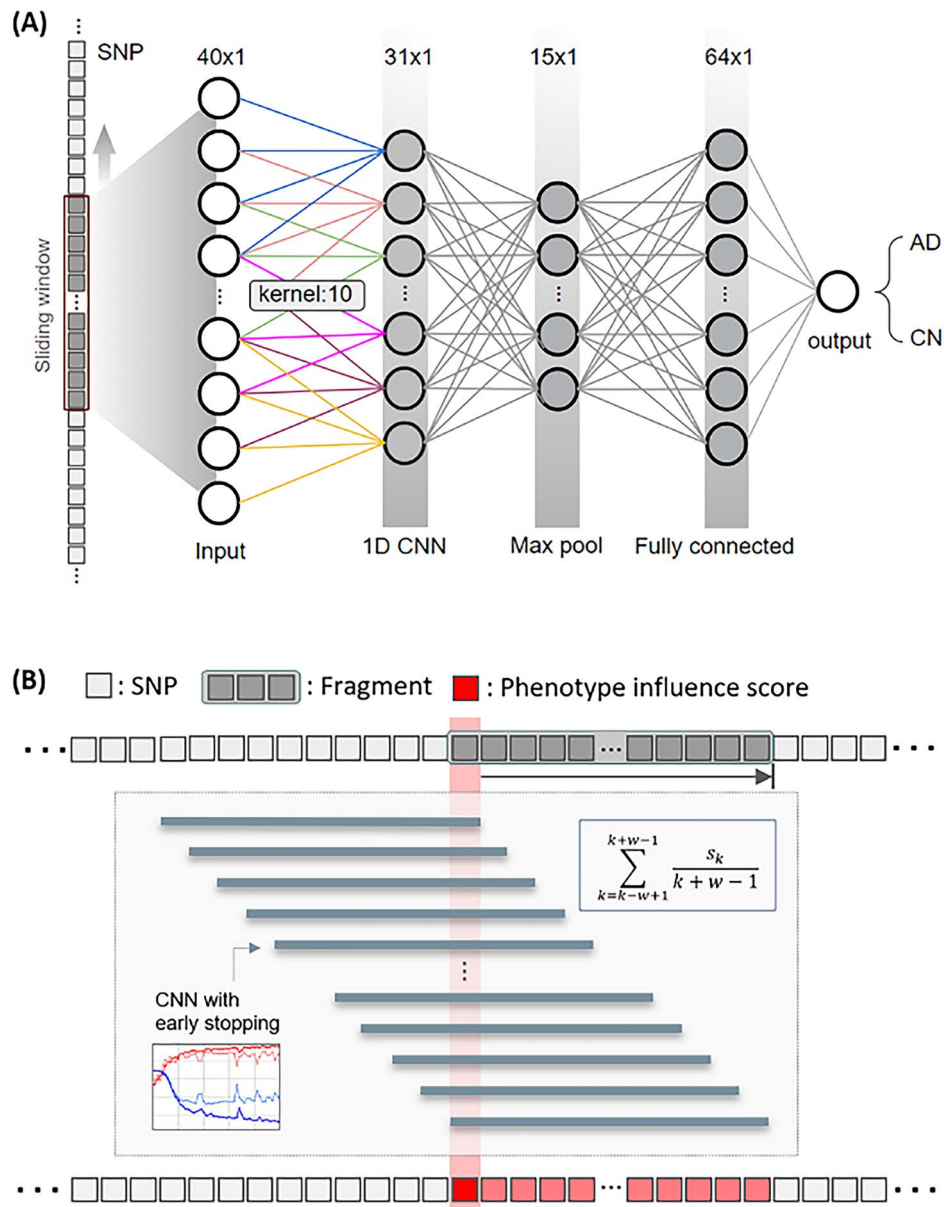 (A)
SNP
40x1
31x1
15x1
64x1
Sliding window
kernel:10
AD
CN
output
Input
1D CNN
Max pool
Fully connected
(B)
: SNP
: Fragment
: Phenotype influence score
k+w−1
∑ s_k / k + w − 1
k=k−w+1
CNN with
early stopping